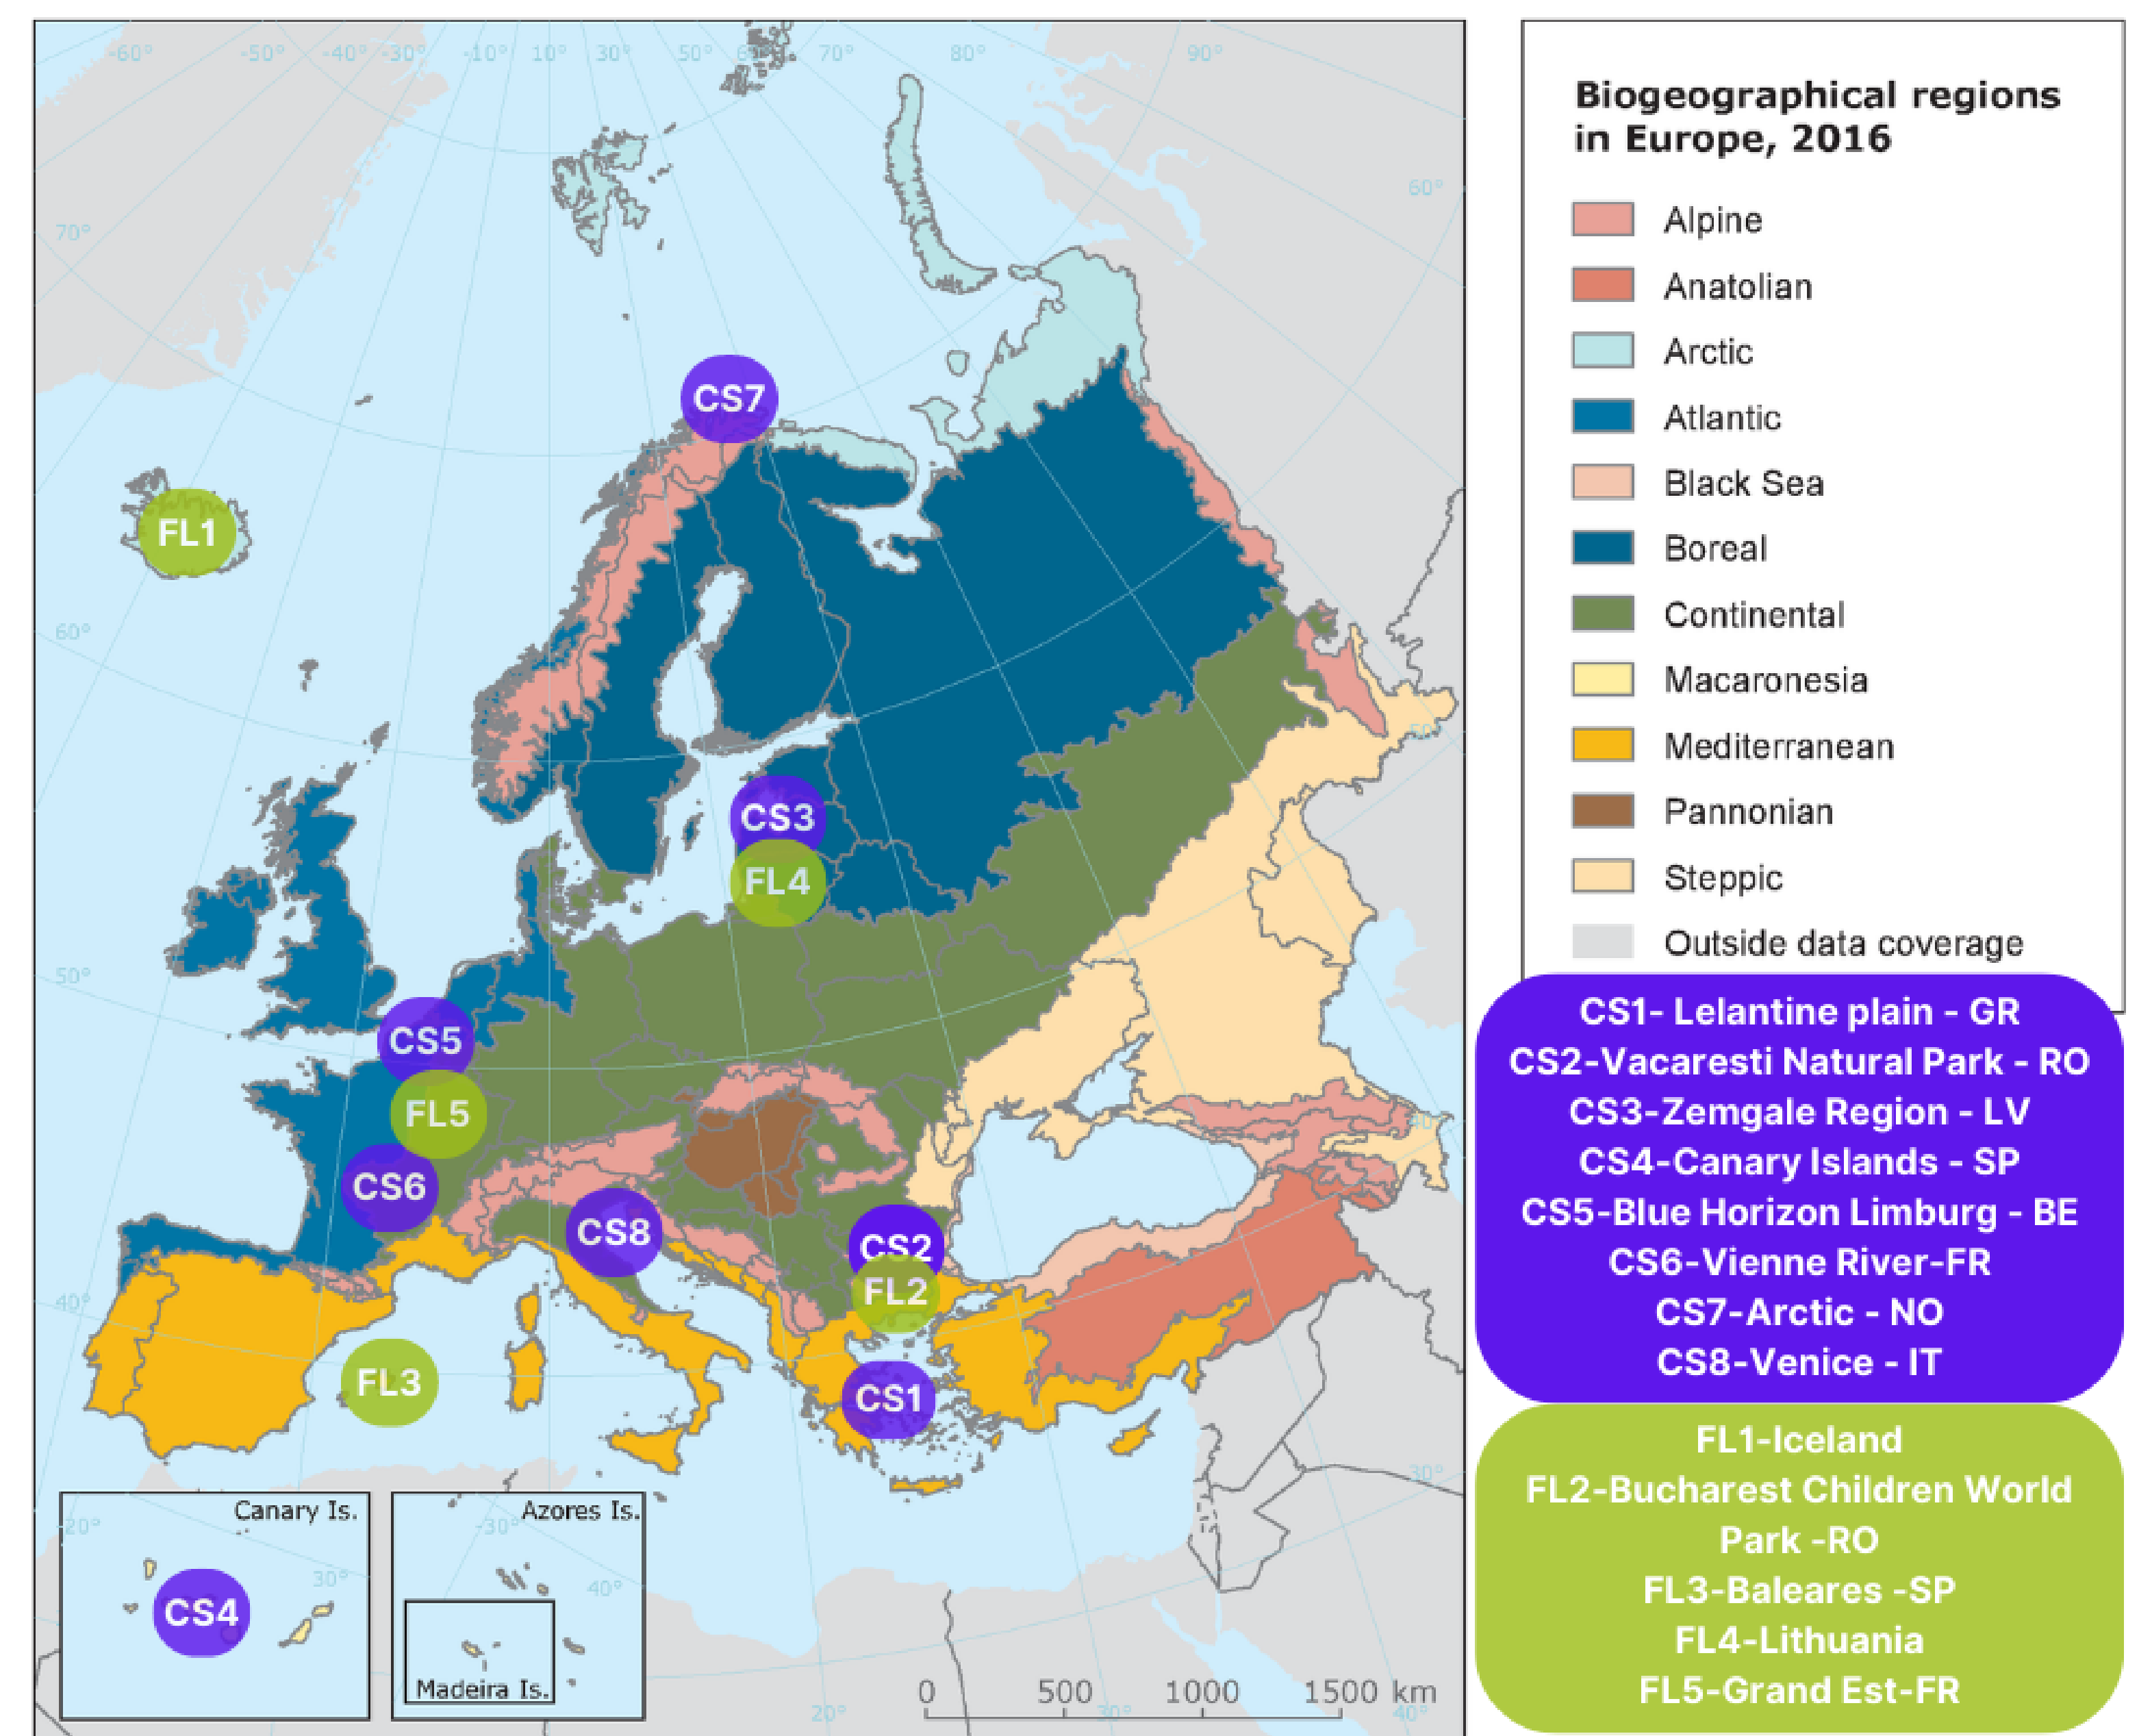 -60° -50° -40° -30° -10° 10° 30° 50° 60° 70° 80° 90°
70°
60°
60°
50°
50°
40°
40°
30°
20°
30°
-30°
40°
20°
30°
40°
CS7
FL1
CS3
FL4
CS5
FL5
CS6
CS8
CS2
FL2
FL3
CS1
Canary Is.
CS4
Azores Is.
Madeira Is.
0 500 1000 1500 km
Biogeographical regions
in Europe, 2016
Alpine
Anatolian
Arctic
Atlantic
Black Sea
Boreal
Continental
Macaronesia
Mediterranean
Pannonian
Steppic
Outside data coverage
CS1- Lelantine plain - GR
CS2-Vacaresti Natural Park - RO
CS3-Zemgale Region - LV
CS4-Canary Islands - SP
CS5-Blue Horizon Limburg - BE
CS6-Vienne River-FR
CS7-Arctic - NO
CS8-Venice - IT
FL1-Iceland
FL2-Bucharest Children World
Park -RO
FL3-Baleares -SP
FL4-Lithuania
FL5-Grand Est-FR